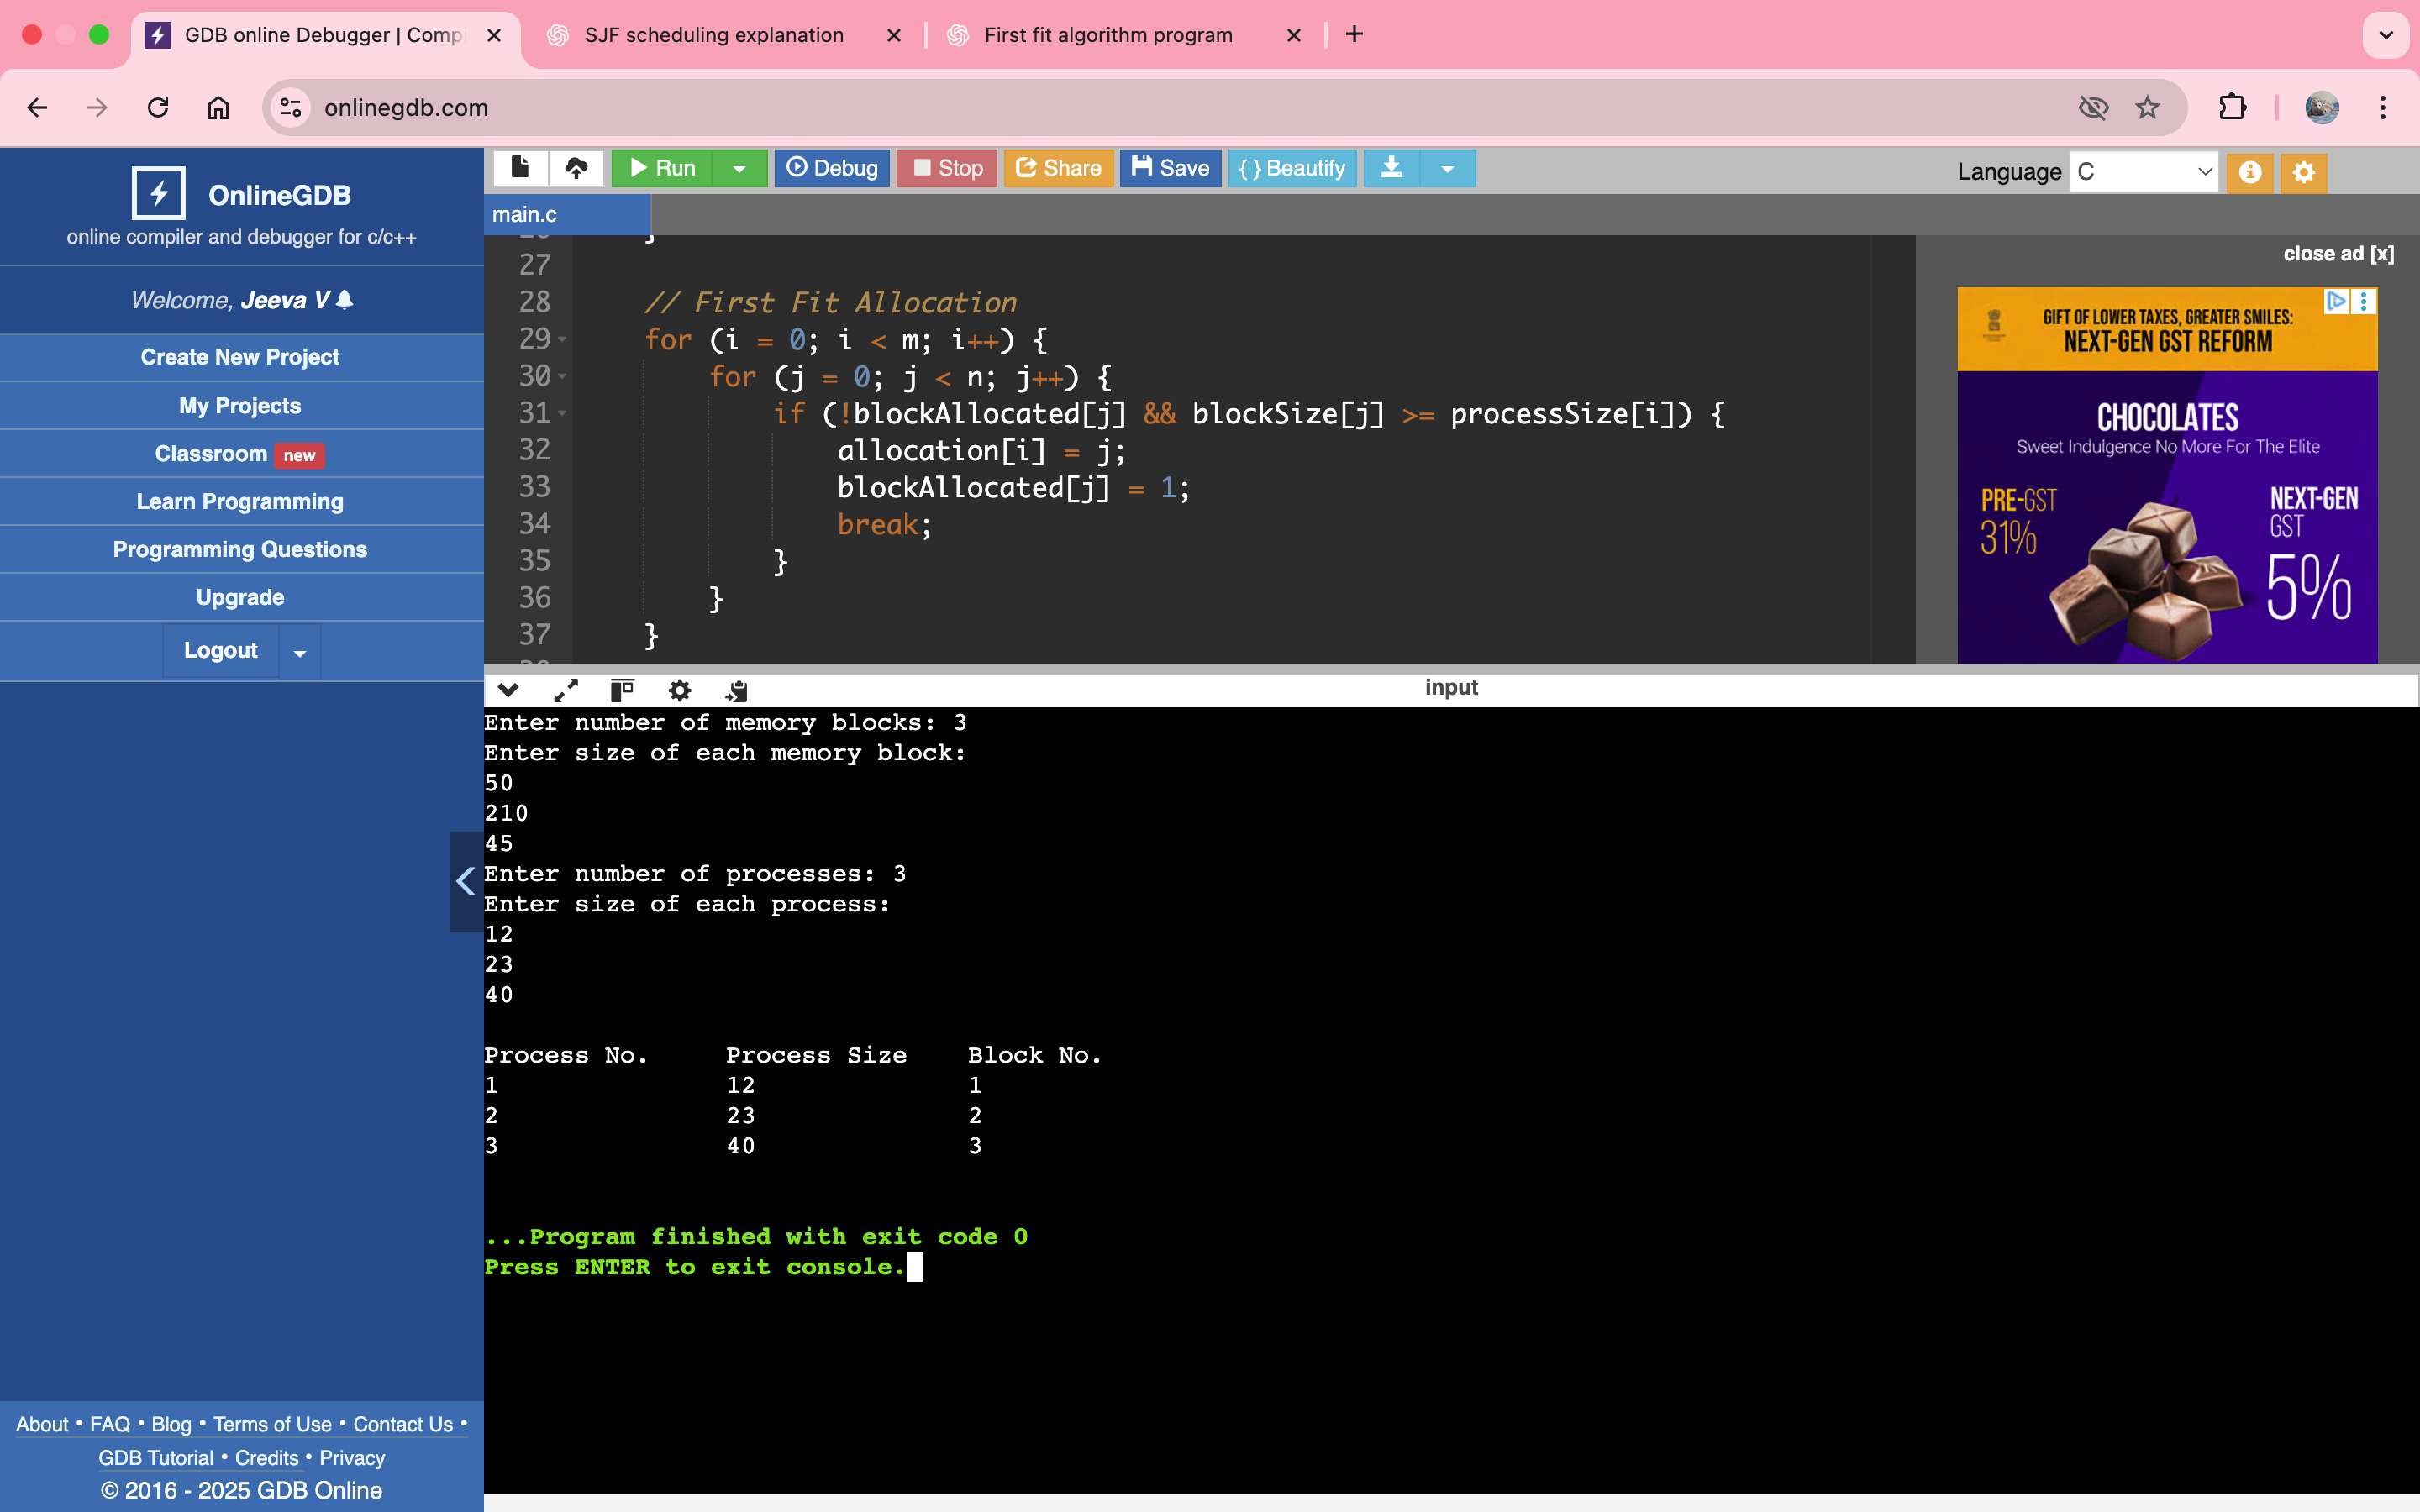 GDB online Debugger | Comp
SJF scheduling explanation
First fit algorithm program
onlinegdb.com
OnlineGDB
online compiler and debugger for c/c++
Welcome, Jeeva V
Create New Project
My Projects
Classroom new
Learn Programming
Programming Questions
Upgrade
Logout
About • FAQ • Blog • Terms of Use • Contact Us •
GDB Tutorial • Credits • Privacy
© 2016 - 2025 GDB Online
Run
Debug
Stop
Share
Save
{ } Beautify
Language C
main.c
27
28 // First Fit Allocation
29 for (i = 0; i < m; i++) {
30 for (j = 0; j < n; j++) {
31 if (!blockAllocated[j] && blockSize[j] >= processSize[i]) {
32 allocation[i] = j;
33 blockAllocated[j] = 1;
34 break;
35 }
36 }
37 }
close ad [x]
GIFT OF LOWER TAXES, GREATER SMILES:
NEXT-GEN GST REFORM
CHOCOLATES
Sweet Indulgence No More For The Elite
PRE-GST
31%
NEXT-GEN
GST
5%
input
Enter number of memory blocks: 3
Enter size of each memory block:
50
210
45
Enter number of processes: 3
Enter size of each process:
12
23
40
Process No. Process Size Block No.
1 12 1
2 23 2
3 40 3
...Program finished with exit code 0
Press ENTER to exit console.